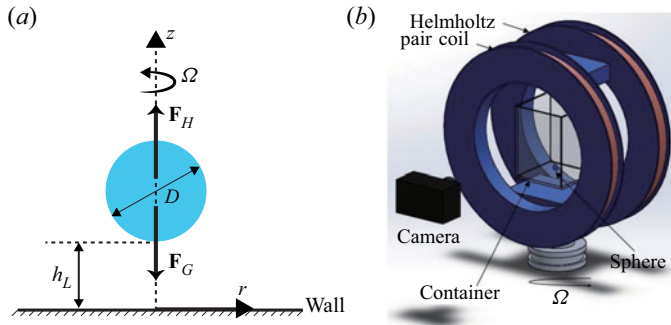 (a)
z
Ω
F_H
D
F_G
h_L
r
Wall
(b)
Helmholtz
pair coil
Camera
Container
Sphere
Ω